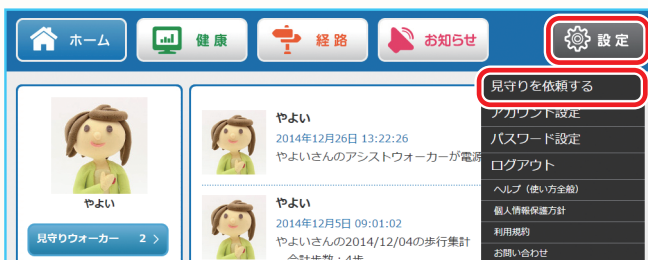 ホーム
健康
経路
お知らせ
設定
見守りを依頼する
アカウント設定
パスワード設定
ログアウト
ヘルプ（使い方全般）
個人情報保護方針
利用規約
お問い合わせ
やよい
見守りウォーカー 2 〉
やよい
2014年12月26日 13:22:26
やよいさんのアシストウォーカーが電源
やよい
2014年12月5日 09:01:02
やよいさんの2014/12/04の歩行集計
合計歩数：4歩